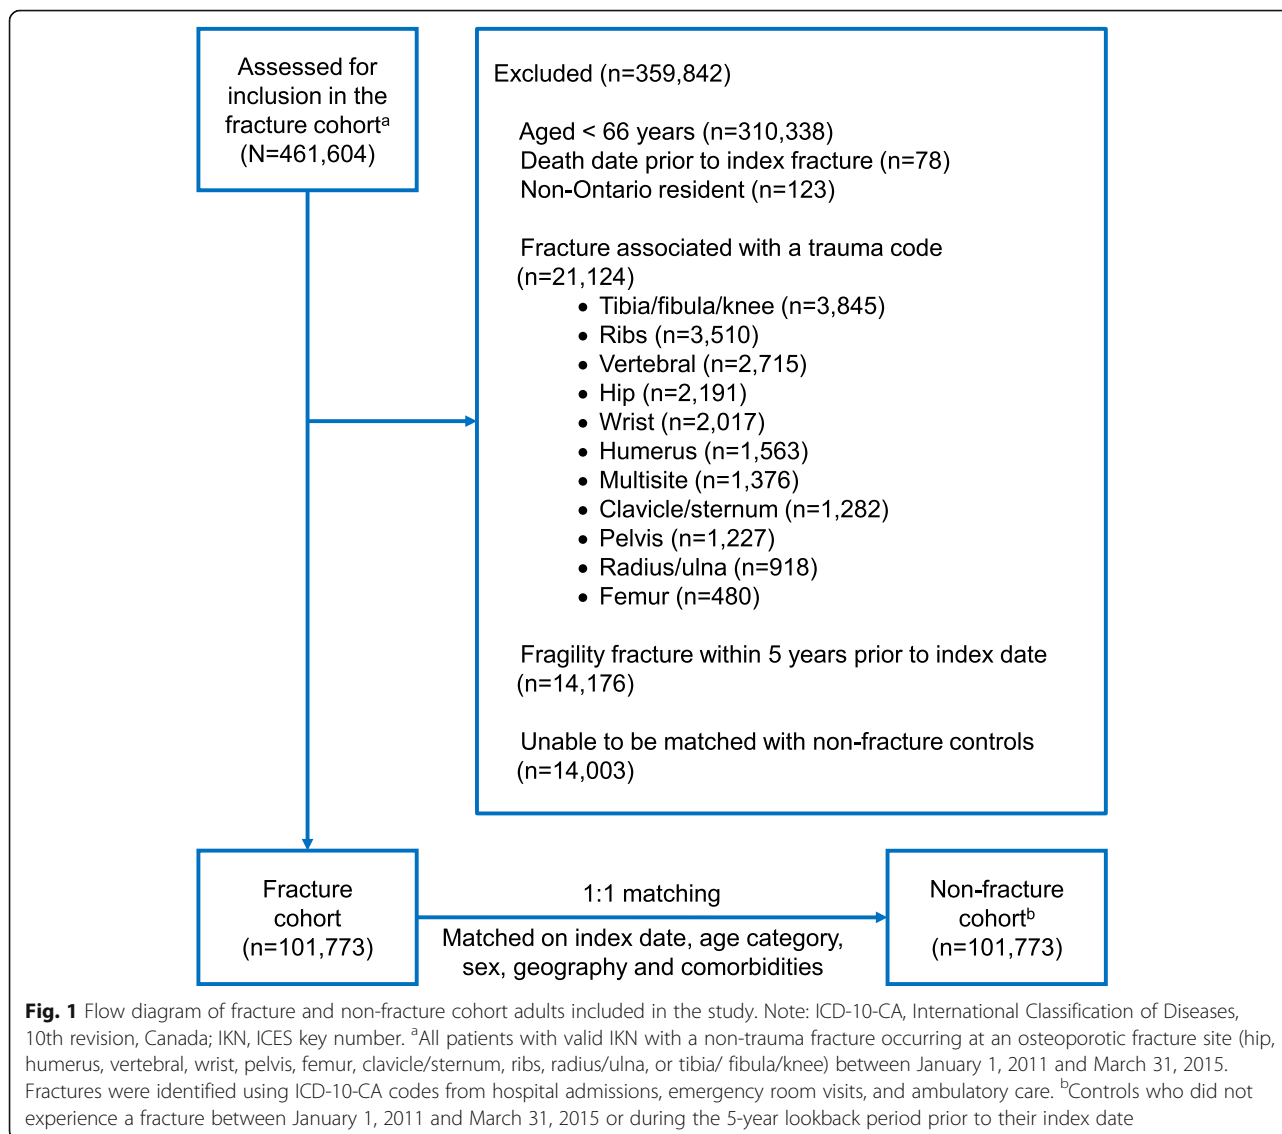 Assessed for
inclusion in the
fracture cohortᵃ
(N=461,604)
Excluded (n=359,842)
Aged < 66 years (n=310,338)
Death date prior to index fracture (n=78)
Non-Ontario resident (n=123)
Fracture associated with a trauma code
(n=21,124)
• Tibia/fibula/knee (n=3,845)
• Ribs (n=3,510)
• Vertebral (n=2,715)
• Hip (n=2,191)
• Wrist (n=2,017)
• Humerus (n=1,563)
• Multisite (n=1,376)
• Clavicle/sternum (n=1,282)
• Pelvis (n=1,227)
• Radius/ulna (n=918)
• Femur (n=480)
Fragility fracture within 5 years prior to index date
(n=14,176)
Unable to be matched with non-fracture controls
(n=14,003)
Fracture
cohort
(n=101,773)
1:1 matching
Matched on index date, age category,
sex, geography and comorbidities
Non-fracture
cohortᵇ
(n=101,773)
Fig. 1 Flow diagram of fracture and non-fracture cohort adults included in the study. Note: ICD-10-CA, International Classification of Diseases,
10th revision, Canada; IKN, ICES key number. ᵃAll patients with valid IKN with a non-trauma fracture occurring at an osteoporotic fracture site (hip,
humerus, vertebral, wrist, pelvis, femur, clavicle/sternum, ribs, radius/ulna, or tibia/ fibula/knee) between January 1, 2011 and March 31, 2015.
Fractures were identified using ICD-10-CA codes from hospital admissions, emergency room visits, and ambulatory care. ᵇControls who did not
experience a fracture between January 1, 2011 and March 31, 2015 or during the 5-year lookback period prior to their index date